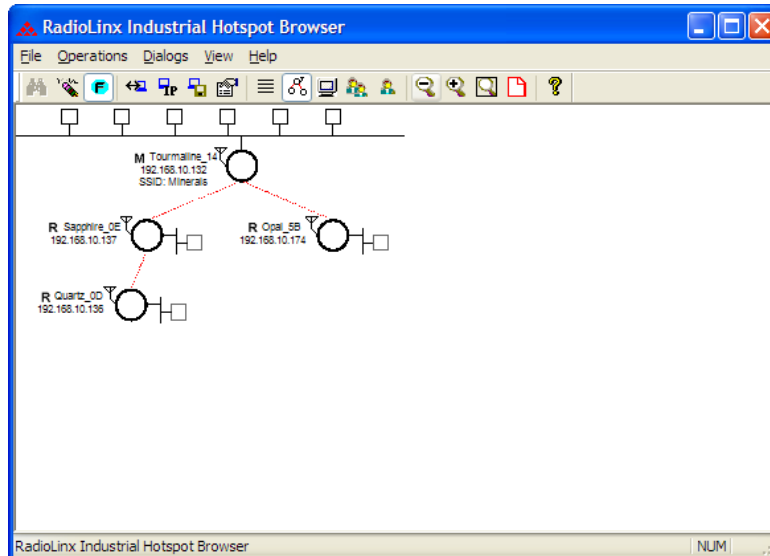 RadioLinx Industrial Hotspot Browser
File Operations Dialogs View Help
F IP ?
M Tourmaline_14
192.168.10.132
SSID: Minerals
R Sapphire_0E
192.168.10.137
R Opal_5B
192.168.10.174
R Quartz_0D
192.168.10.136
RadioLinx Industrial Hotspot Browser NUM